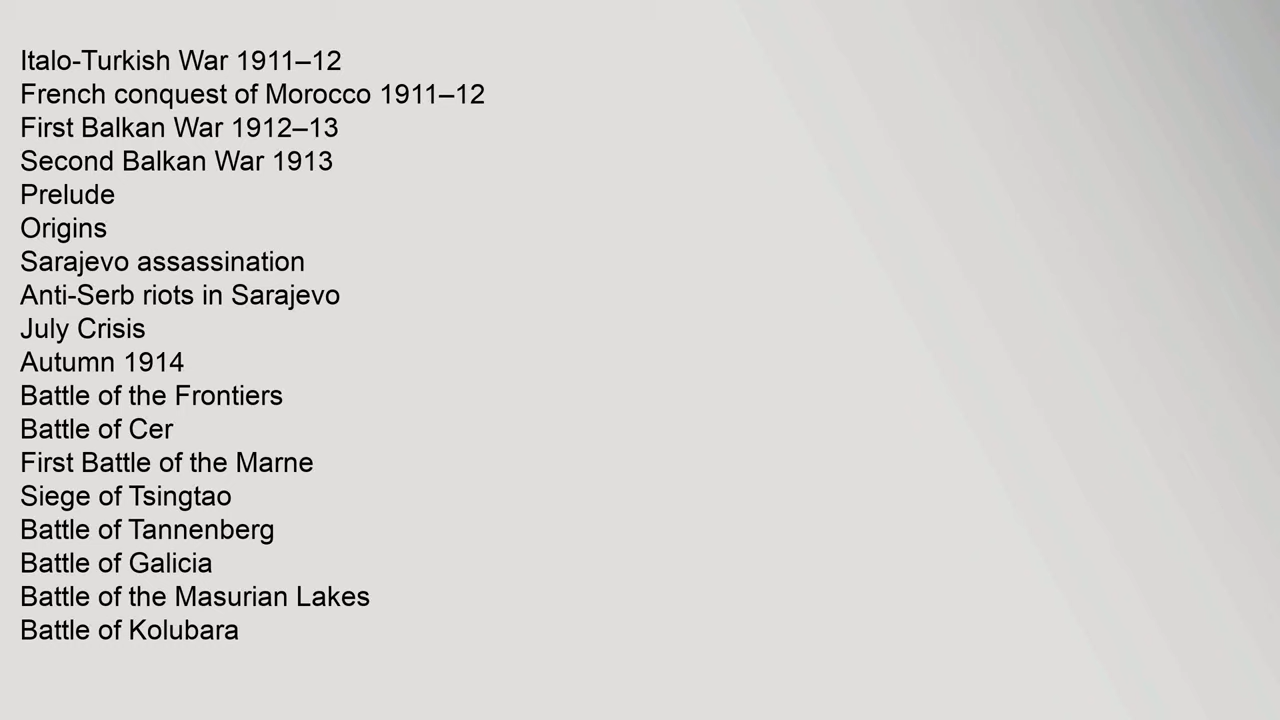 Italo-Turkish War 1911–12
French conquest of Morocco 1911–12
First Balkan War 1912–13
Second Balkan War 1913
Prelude
Origins
Sarajevo assassination
Anti-Serb riots in Sarajevo
July Crisis
Autumn 1914
Battle of the Frontiers
Battle of Cer
First Battle of the Marne
Siege of Tsingtao
Battle of Tannenberg
Battle of Galicia
Battle of the Masurian Lakes
Battle of Kolubara